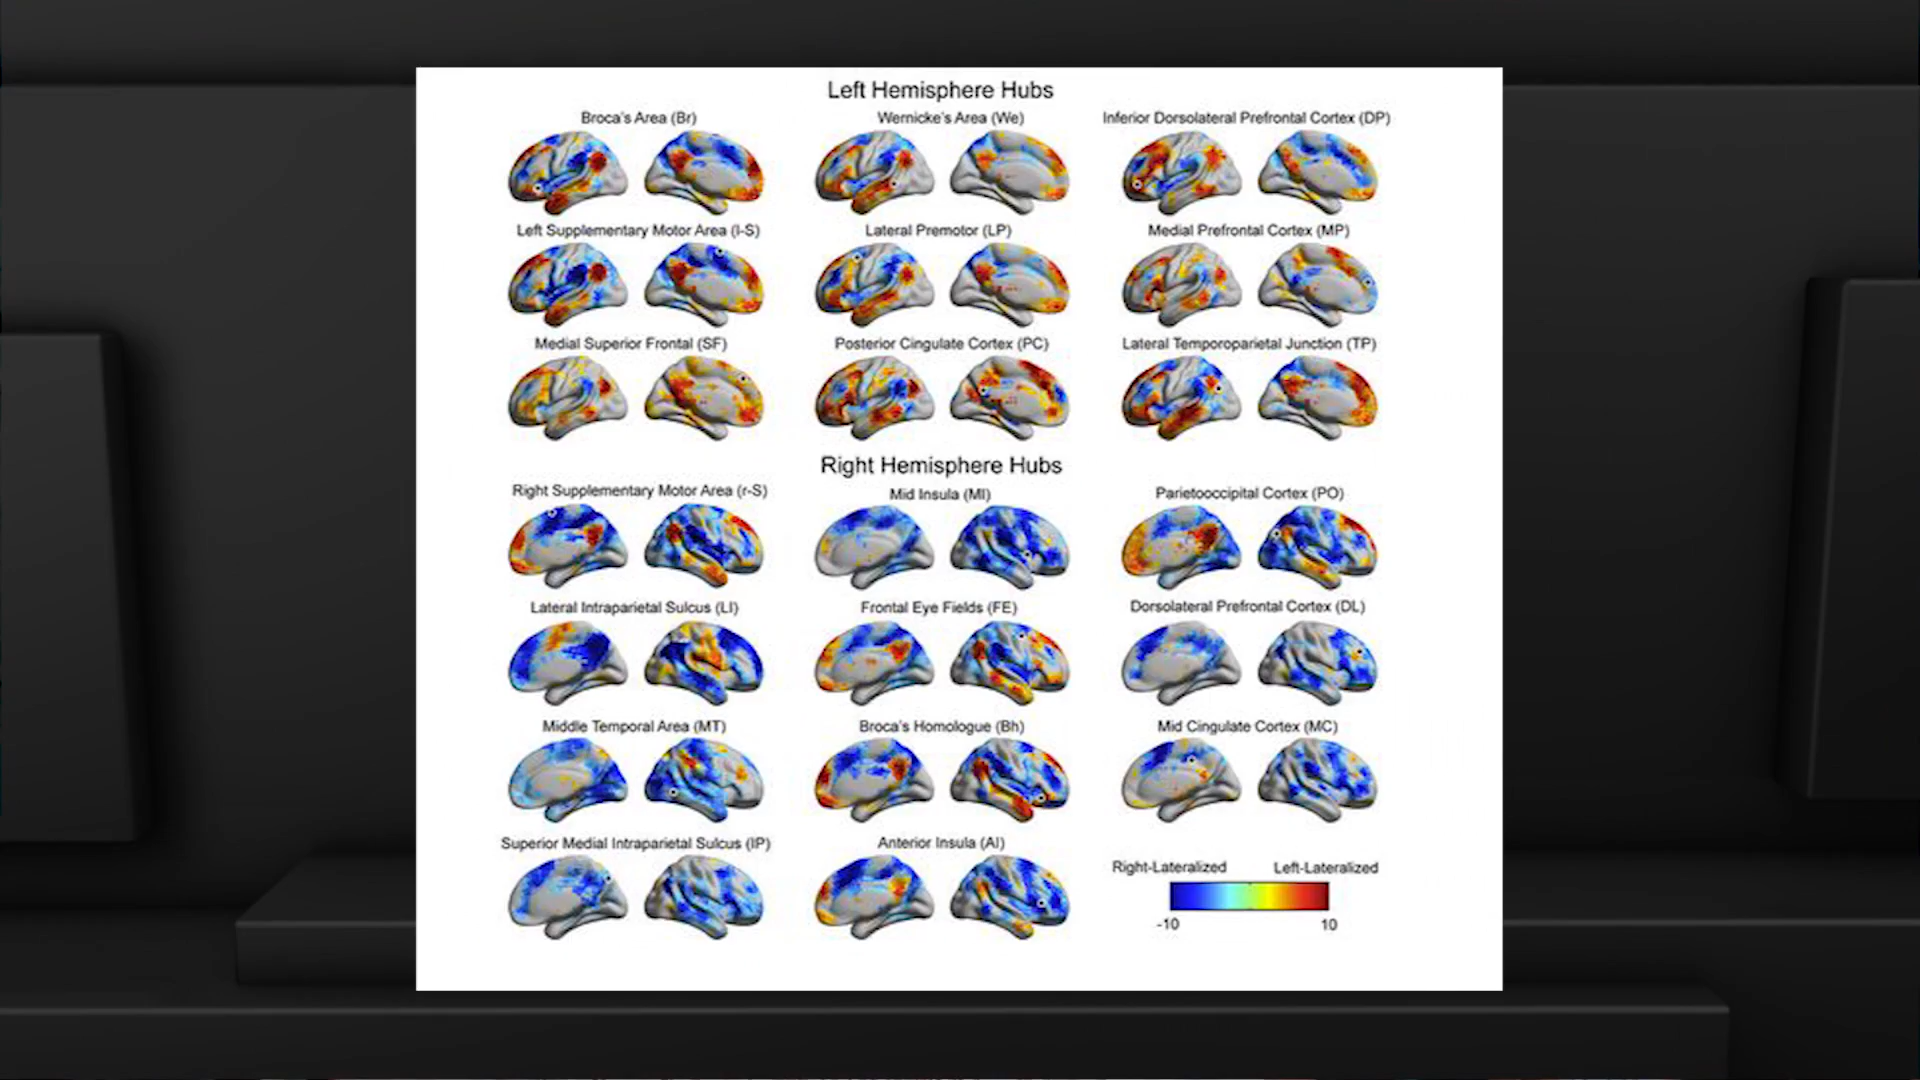 Left Hemisphere Hubs
Broca's Area (Br)
Wernicke's Area (We)
Inferior Dorsolateral Prefrontal Cortex (DP)
Left Supplementary Motor Area (l-S)
Lateral Premotor (LP)
Medial Prefrontal Cortex (MP)
Medial Superior Frontal (SF)
Posterior Cingulate Cortex (PC)
Lateral Temporoparietal Junction (TP)
Right Hemisphere Hubs
Right Supplementary Motor Area (r-S)
Mid Insula (MI)
Parietooccipital Cortex (PO)
Lateral Intraparietal Sulcus (LI)
Frontal Eye Fields (FE)
Dorsolateral Prefrontal Cortex (DL)
Middle Temporal Area (MT)
Broca's Homologue (Bh)
Mid Cingulate Cortex (MC)
Superior Medial Intraparietal Sulcus (IP)
Anterior Insula (AI)
Right-Lateralized
Left-Lateralized
-10
10